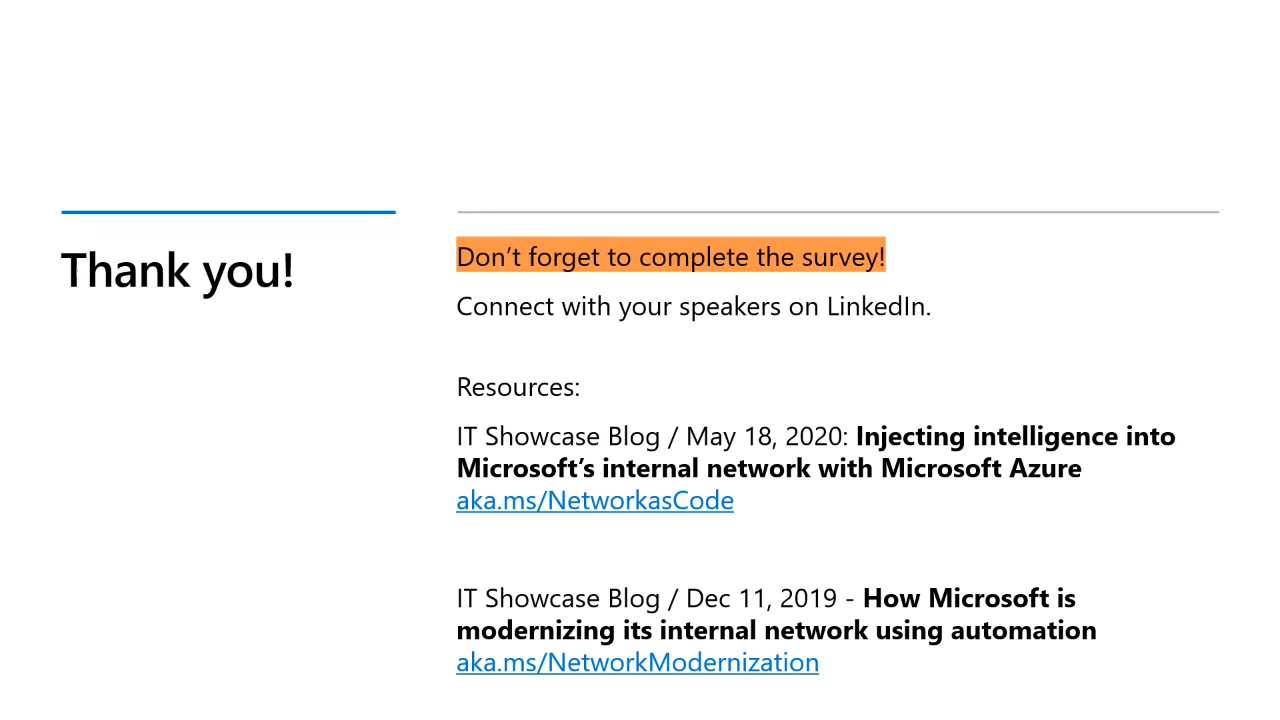 Thank you!
Don’t forget to complete the survey!
Connect with your speakers on LinkedIn.
Resources:
IT Showcase Blog / May 18, 2020: Injecting intelligence into
Microsoft’s internal network with Microsoft Azure
aka.ms/NetworkasCode
IT Showcase Blog / Dec 11, 2019 - How Microsoft is
modernizing its internal network using automation
aka.ms/NetworkModernization